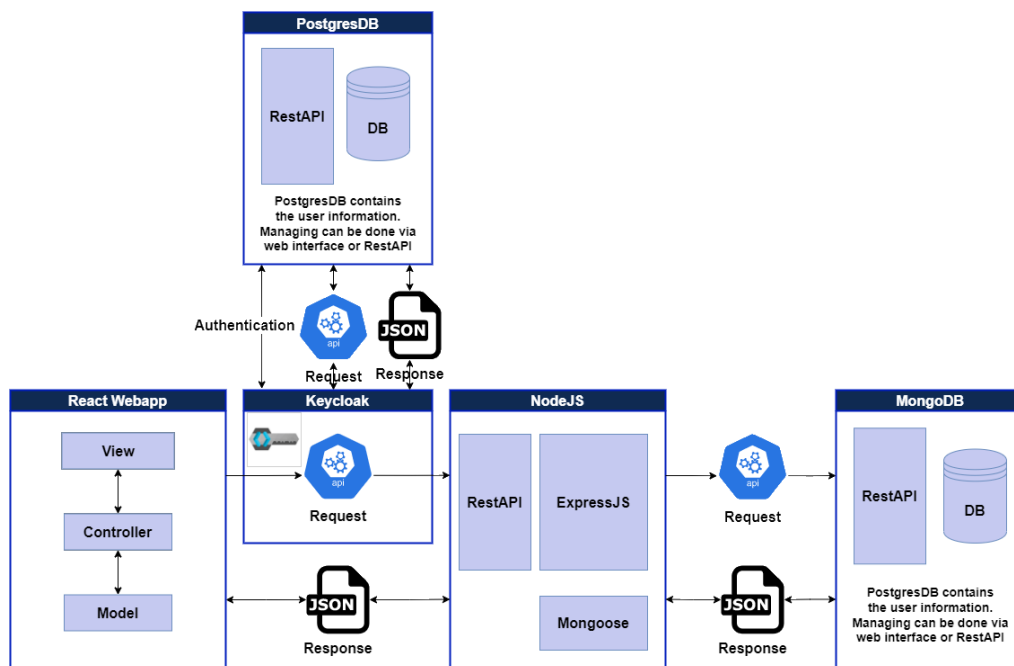 PostgresDB
RestAPI
DB
PostgresDB contains
the user information.
Managing can be done via
web interface or RestAPI
Authentication
api
JSON
Request
Response
React Webapp
Keycloak
NodeJS
MongoDB
View
Controller
Model
api
Request
RestAPI
ExpressJS
Mongoose
api
Request
RestAPI
DB
JSON
Response
JSON
Response
PostgresDB contains
the user information.
Managing can be done via
web interface or RestAPI